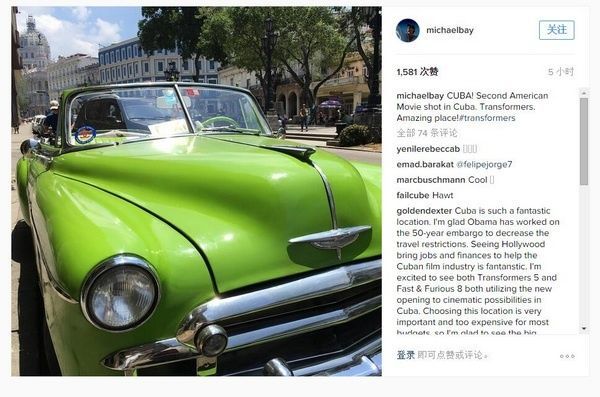 michaelbay
关注
1,581 次赞
5 小时
michaelbay CUBA! Second American
Movie shot in Cuba. Transformers.
Amazing place!#transformers
全部 74 条评论
yenilerebeccab
emad.barakat @felipejorge7
marcbuschmann Cool
failcube Hawt
goldendexter Cuba is such a fantastic
location. I'm glad Obama has worked on
the 50-year embargo to decrease the
travel restrictions. Seeing Hollywood
bring jobs and finances to help the
Cuban film industry is fantanstic. I'm
excited to see both Transformers 5 and
Fast & Furious 8 both utilizing the new
opening to cinematic possibilities in
Cuba. Choosing this location is very
important and too expensive for most
budgets, so I'm glad to see the big
登录 即可点赞或评论。